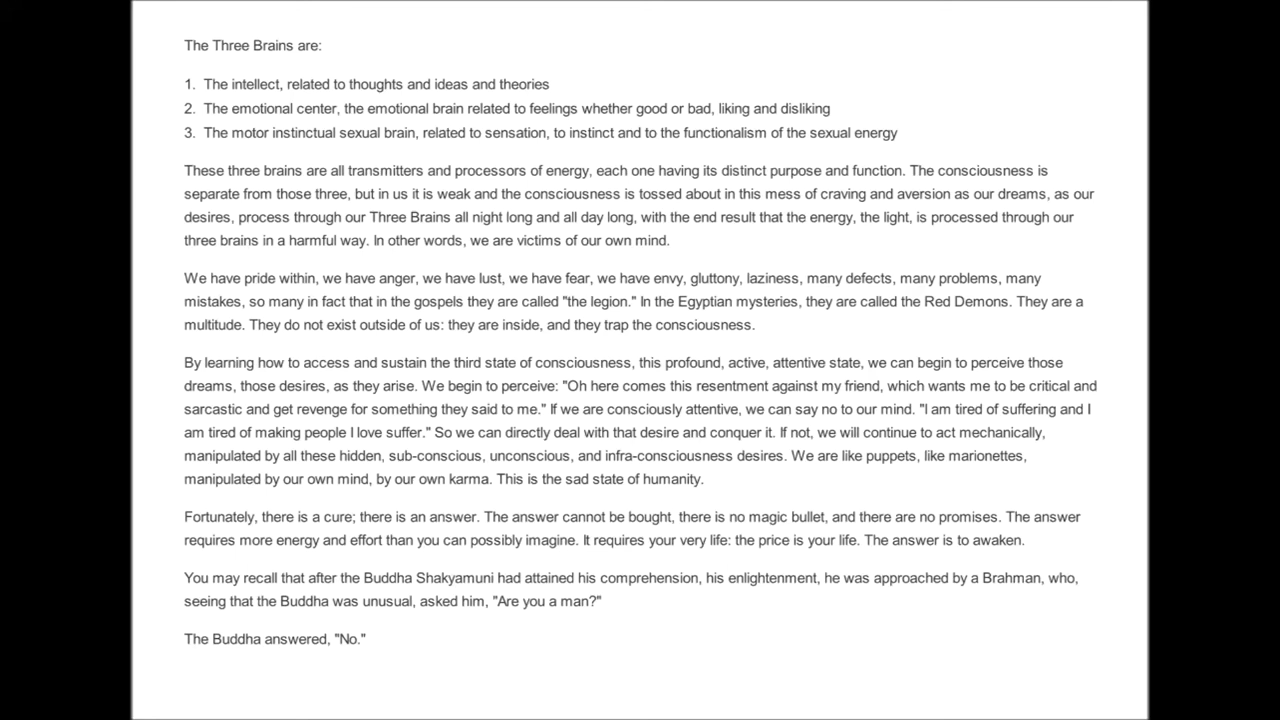 The Three Brains are:
1. The intellect, related to thoughts and ideas and theories
2. The emotional center, the emotional brain related to feelings whether good or bad, liking and disliking
3. The motor instinctual sexual brain, related to sensation, to instinct and to the functionalism of the sexual energy
These three brains are all transmitters and processors of energy, each one having its distinct purpose and function. The consciousness is
separate from those three, but in us it is weak and the consciousness is tossed about in this mess of craving and aversion as our dreams, as our
desires, process through our Three Brains all night long and all day long, with the end result that the energy, the light, is processed through our
three brains in a harmful way. In other words, we are victims of our own mind.
We have pride within, we have anger, we have lust, we have fear, we have envy, gluttony, laziness, many defects, many problems, many
mistakes, so many in fact that in the gospels they are called "the legion." In the Egyptian mysteries, they are called the Red Demons. They are a
multitude. They do not exist outside of us: they are inside, and they trap the consciousness.
By learning how to access and sustain the third state of consciousness, this profound, active, attentive state, we can begin to perceive those
dreams, those desires, as they arise. We begin to perceive: "Oh here comes this resentment against my friend, which wants me to be critical and
sarcastic and get revenge for something they said to me." If we are consciously attentive, we can say no to our mind. "I am tired of suffering and I
am tired of making people I love suffer." So we can directly deal with that desire and conquer it. If not, we will continue to act mechanically,
manipulated by all these hidden, sub-conscious, unconscious, and infra-consciousness desires. We are like puppets, like marionettes,
manipulated by our own mind, by our own karma. This is the sad state of humanity.
Fortunately, there is a cure; there is an answer. The answer cannot be bought, there is no magic bullet, and there are no promises. The answer
requires more energy and effort than you can possibly imagine. It requires your very life: the price is your life. The answer is to awaken.
You may recall that after the Buddha Shakyamuni had attained his comprehension, his enlightenment, he was approached by a Brahman, who,
seeing that the Buddha was unusual, asked him, "Are you a man?"
The Buddha answered, "No."